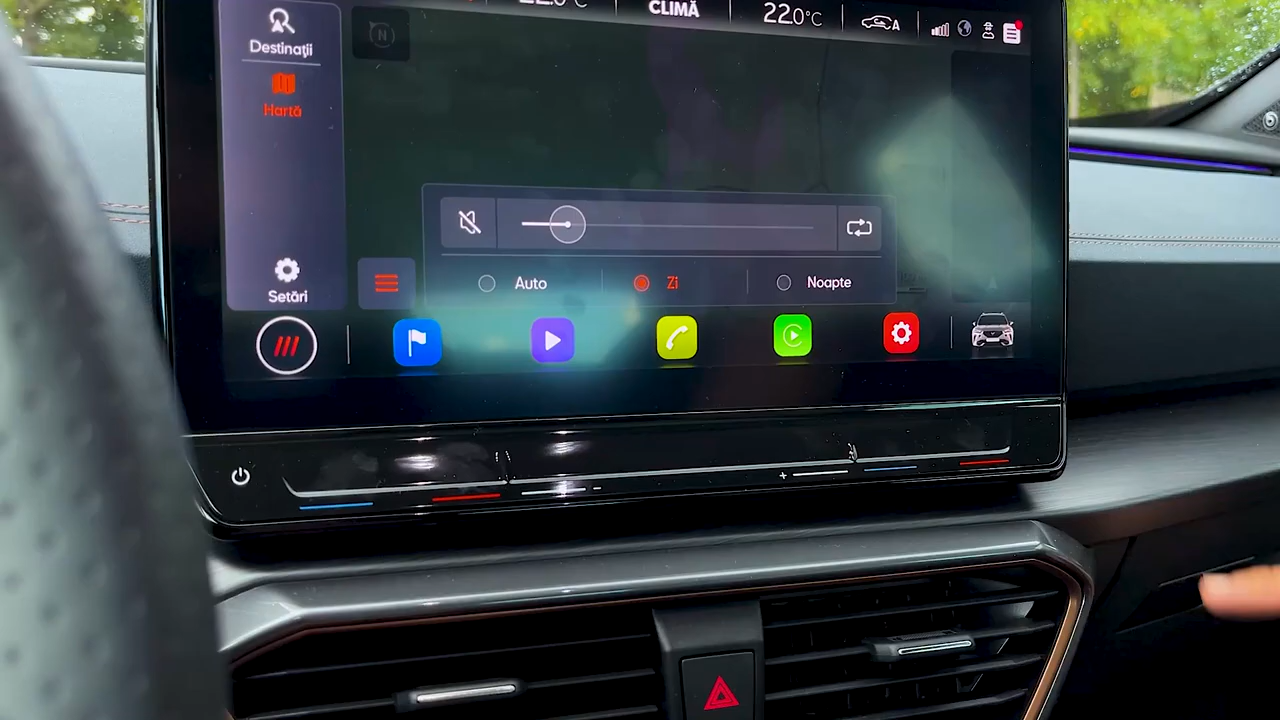 22.0°C
CLIMĂ
22.0°C
A
Destinații
N
Hartă
Setări
Auto
Zi
Noapte